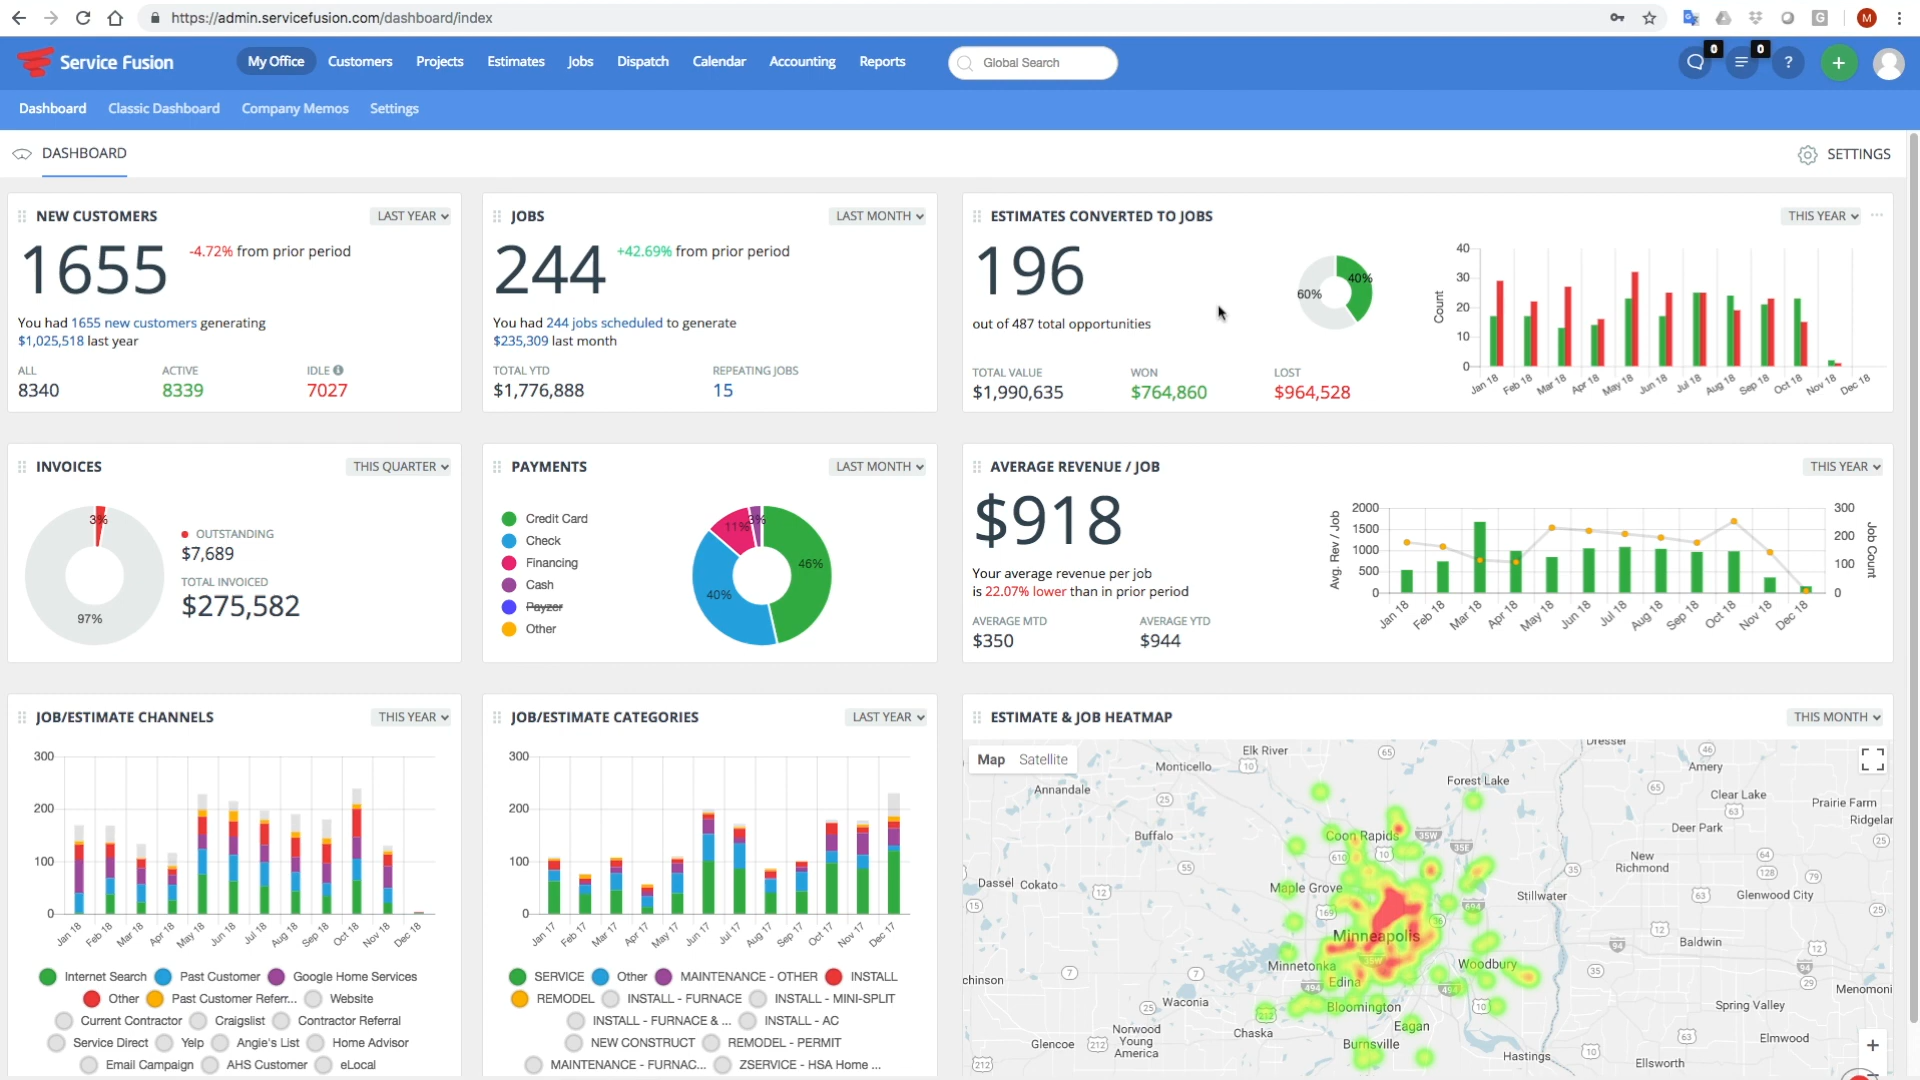 https://admin.servicefusion.com/dashboard/index
M
Service Fusion
My Office Customers Projects Estimates Jobs Dispatch Calendar Accounting Reports
Global Search
0 0 ? +
Dashboard Classic Dashboard Company Memos Settings
DASHBOARD
SETTINGS
NEW CUSTOMERS
LAST YEAR
1655
-4.72% from prior period
You had 1655 new customers generating
$1,025,518 last year
ALL ACTIVE IDLE
8340 8339 7027
JOBS
LAST MONTH
244
+42.69% from prior period
You had 244 jobs scheduled to generate
$235,309 last month
TOTAL YTD REPEATING JOBS
$1,776,888 15
ESTIMATES CONVERTED TO JOBS
THIS YEAR
196
out of 487 total opportunities
60% 40%
TOTAL VALUE WON LOST
$1,990,635 $764,860 $964,528
Count
40
30
20
10
0
Jan 18 Feb 18 Mar 18 Apr 18 May 18 Jun 18 Jul 18 Aug 18 Sep 18 Oct 18 Nov 18 Dec 18
INVOICES
THIS QUARTER
3%
97%
OUTSTANDING
$7,689
TOTAL INVOICED
$275,582
PAYMENTS
LAST MONTH
Credit Card
Check
Financing
Cash
Payzer
Other
46%
40%
11%
3%
AVERAGE REVENUE / JOB
THIS YEAR
$918
Your average revenue per job
is 22.07% lower than in prior period
AVERAGE MTD AVERAGE YTD
$350 $944
Avg. Rev / Job
2000
1500
1000
500
0
300
200
100
0
Job Count
Jan 18 Feb 18 Mar 18 Apr 18 May 18 Jun 18 Jul 18 Aug 18 Sep 18 Oct 18 Nov 18 Dec 18
JOB/ESTIMATE CHANNELS
THIS YEAR
300
200
100
0
Jan 18 Feb 18 Mar 18 Apr 18 May 18 Jun 18 Jul 18 Aug 18 Sep 18 Oct 18 Nov 18 Dec 18
Internet Search Past Customer Google Home Services
Other Past Customer Referr... Website
Current Contractor Craigslist Contractor Referral
Service Direct Yelp Angie's List Home Advisor
Email Campaign AHS Customer eLocal
JOB/ESTIMATE CATEGORIES
LAST YEAR
300
200
100
0
Jan 17 Feb 17 Mar 17 Apr 17 May 17 Jun 17 Jul 17 Aug 17 Sep 17 Oct 17 Nov 17 Dec 17
SERVICE Other MAINTENANCE - OTHER INSTALL
REMODEL INSTALL - FURNACE INSTALL - MINI-SPLIT
INSTALL - FURNACE & ... INSTALL - AC
NEW CONSTRUCT REMODEL - PERMIT
MAINTENANCE - FURNAC... ZSERVICE - HSA Home ...
ESTIMATE & JOB HEATMAP
THIS MONTH
Map Satellite
Elk River
Monticello
Annandale
Buffalo
Forest Lake
Dresser
Amery
Clear Lake
Prairie Farm
Ridgelar
Deer Park
Coon Rapids
New
Richmond
Glenwood City
Dassel Cokato
Maple Grove
Stillwater
Minneapolis
Baldwin
Minnetonka
Woodbury
chinson
Edina
Menomoni
Waconia
Bloomington
Spring Valley
Chaska
Eagan
Norwood
Young
America
Glencoe
Burnsville
Hastings
Elmwood
Ellsworth
+